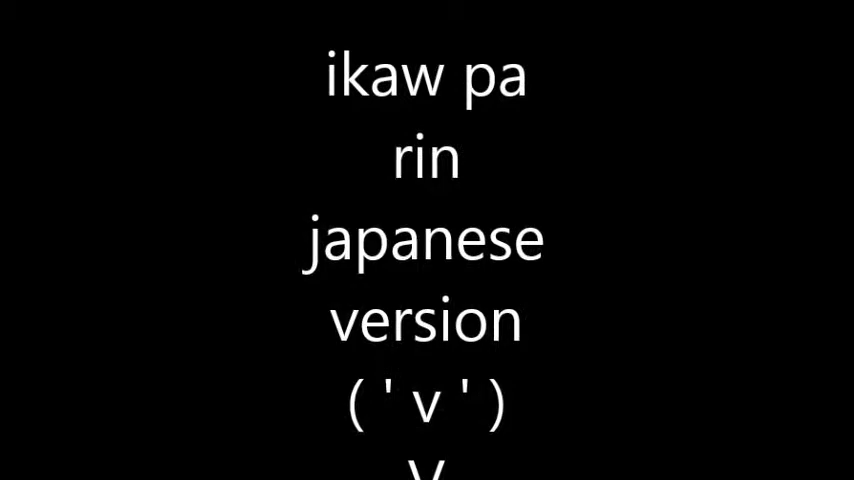 ikaw pa
rin
japanese
version
( ' v ' )
v